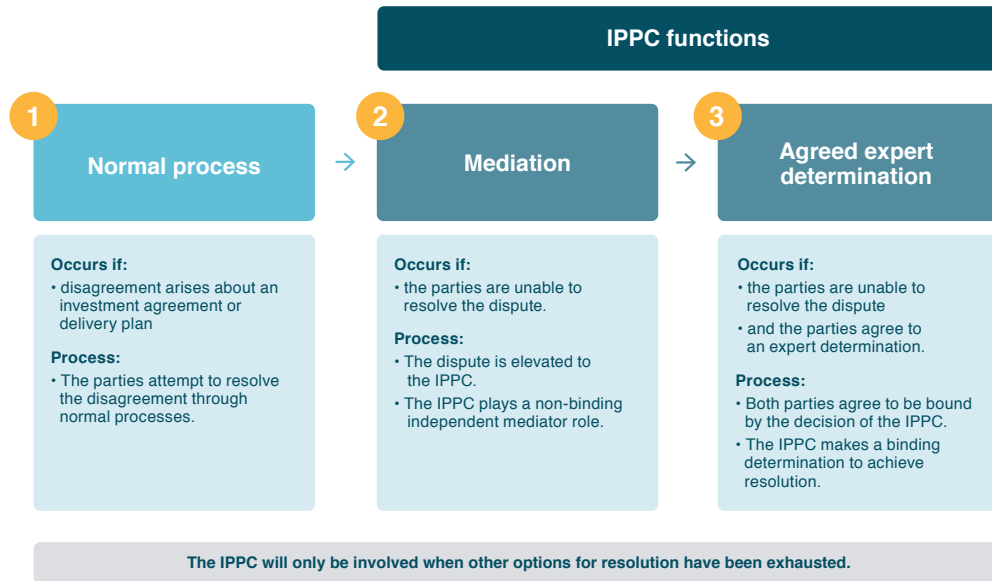 IPPC functions
1
Normal process
→
2
Mediation
→
3
Agreed expert
determination
Occurs if:
• disagreement arises about an
investment agreement or
delivery plan
Process:
• The parties attempt to resolve
the disagreement through
normal processes.
Occurs if:
• the parties are unable to
resolve the dispute.
Process:
• The dispute is elevated to
the IPPC.
• The IPPC plays a non-binding
independent mediator role.
Occurs if:
• the parties are unable to
resolve the dispute
• and the parties agree to
an expert determination.
Process:
• Both parties agree to be bound
by the decision of the IPPC.
• The IPPC makes a binding
determination to achieve
resolution.
The IPPC will only be involved when other options for resolution have been exhausted.